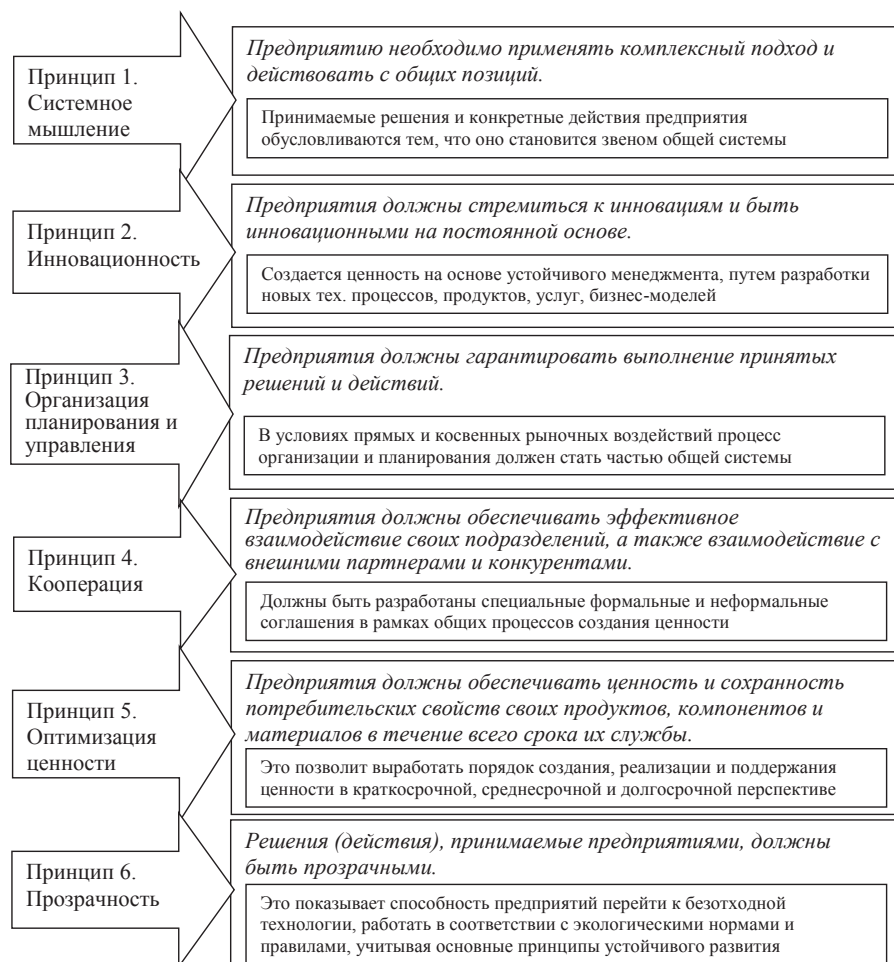 Принцип 1.
Системное
мышление
Предприятию необходимо применять комплексный подход и
действовать с общих позиций.
Принимаемые решения и конкретные действия предприятия
обусловливаются тем, что оно становится звеном общей системы
Принцип 2.
Инновационность
Предприятия должны стремиться к инновациям и быть
инновационными на постоянной основе.
Создается ценность на основе устойчивого менеджмента, путем разработки
новых тех. процессов, продуктов, услуг, бизнес-моделей
Принцип 3.
Организация
планирования и
управления
Предприятия должны гарантировать выполнение принятых
решений и действий.
В условиях прямых и косвенных рыночных воздействий процесс
организации и планирования должен стать частью общей системы
Принцип 4.
Кооперация
Предприятия должны обеспечивать эффективное
взаимодействие своих подразделений, а также взаимодействие с
внешними партнерами и конкурентами.
Должны быть разработаны специальные формальные и неформальные
соглашения в рамках общих процессов создания ценности
Принцип 5.
Оптимизация
ценности
Предприятия должны обеспечивать ценность и сохранность
потребительских свойств своих продуктов, компонентов и
материалов в течение всего срока их службы.
Это позволит выработать порядок создания, реализации и поддержания
ценности в краткосрочной, среднесрочной и долгосрочной перспективе
Принцип 6.
Прозрачность
Решения (действия), принимаемые предприятиями, должны
быть прозрачными.
Это показывает способность предприятий перейти к безотходной
технологии, работать в соответствии с экологическими нормами и
правилами, учитывая основные принципы устойчивого развития